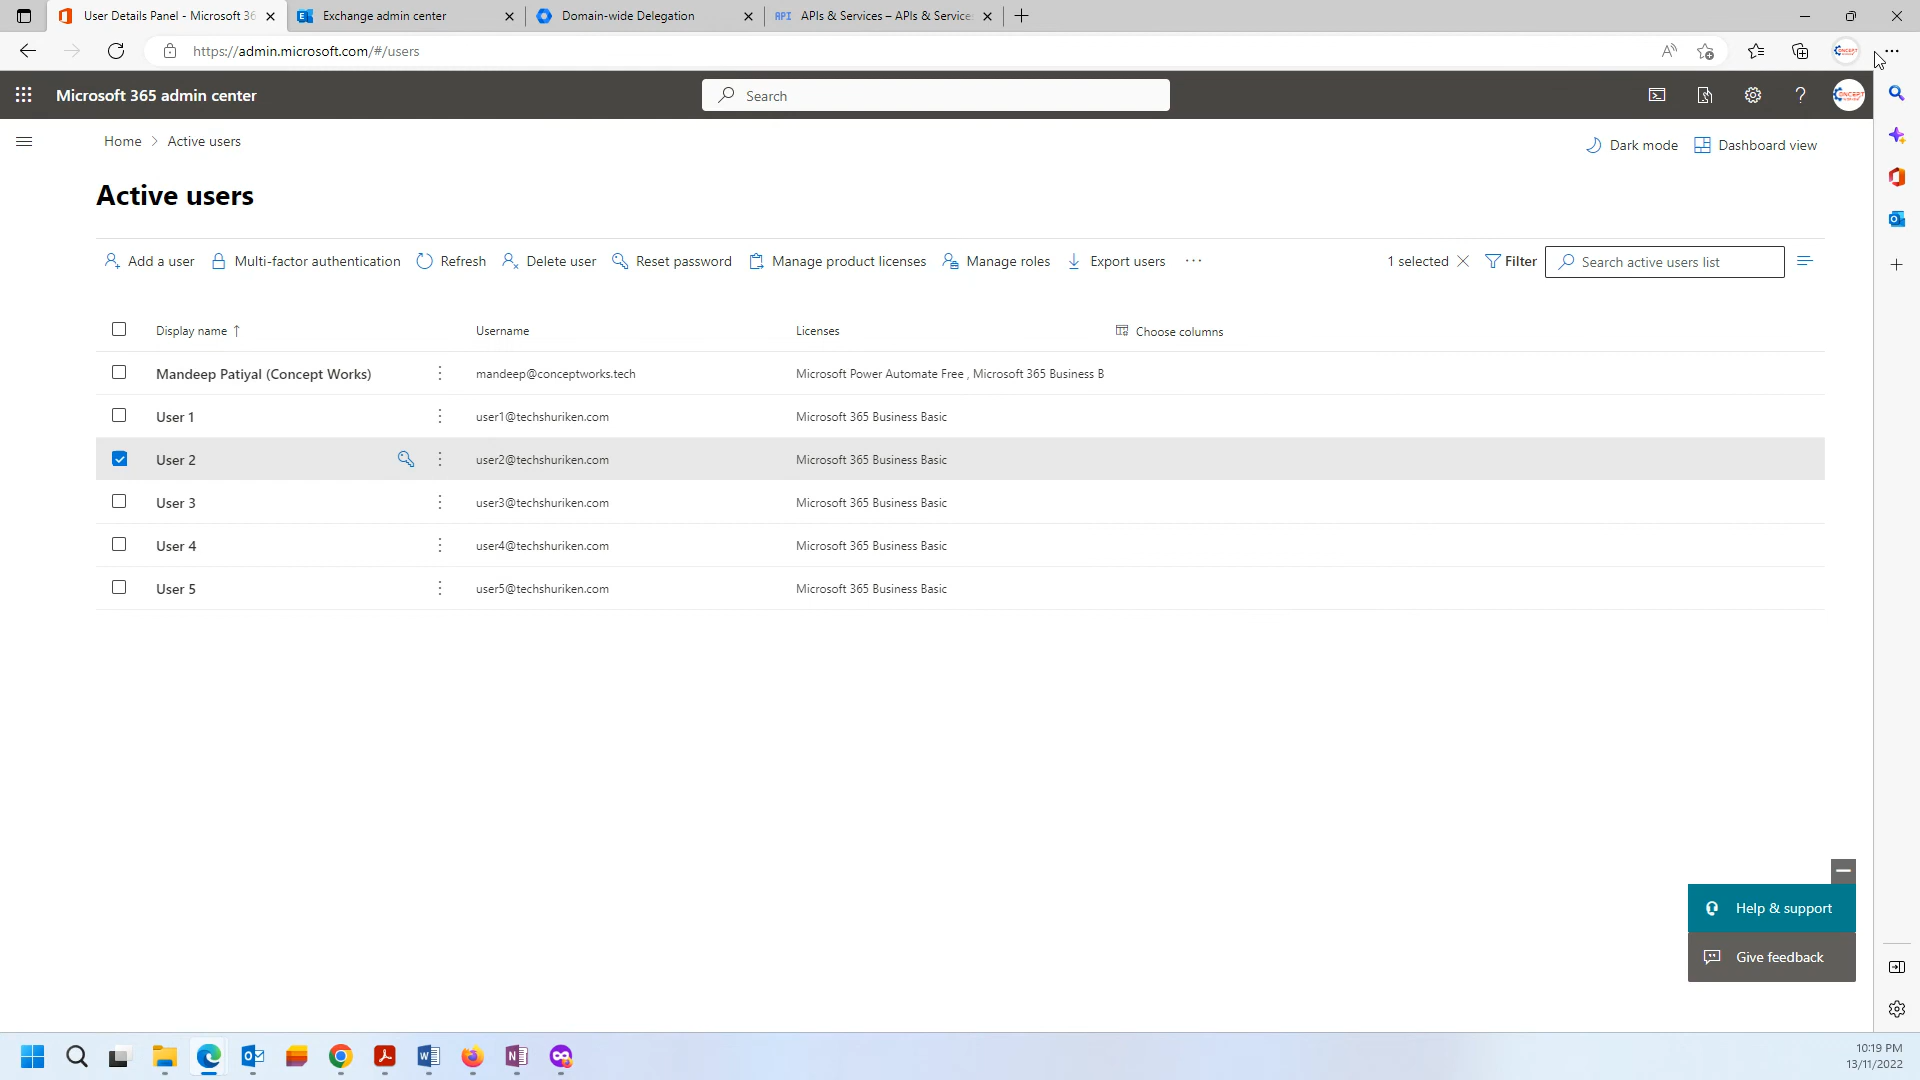 User Details Panel - Microsoft 36
Exchange admin center
Domain-wide Delegation
API APIs & Services – APIs & Service
https://admin.microsoft.com/#/users
Microsoft 365 admin center
Search
Home > Active users
Dark mode
Dashboard view
Active users
Add a user
Multi-factor authentication
Refresh
Delete user
Reset password
Manage product licenses
Manage roles
Export users
1 selected
Filter
Search active users list
Display name ↑
Username
Licenses
Choose columns
Mandeep Patiyal (Concept Works)
mandeep@conceptworks.tech
Microsoft Power Automate Free , Microsoft 365 Business B
User 1
user1@techshuriken.com
Microsoft 365 Business Basic
User 2
user2@techshuriken.com
Microsoft 365 Business Basic
User 3
user3@techshuriken.com
Microsoft 365 Business Basic
User 4
user4@techshuriken.com
Microsoft 365 Business Basic
User 5
user5@techshuriken.com
Microsoft 365 Business Basic
Help & support
Give feedback
10:19 PM
13/11/2022